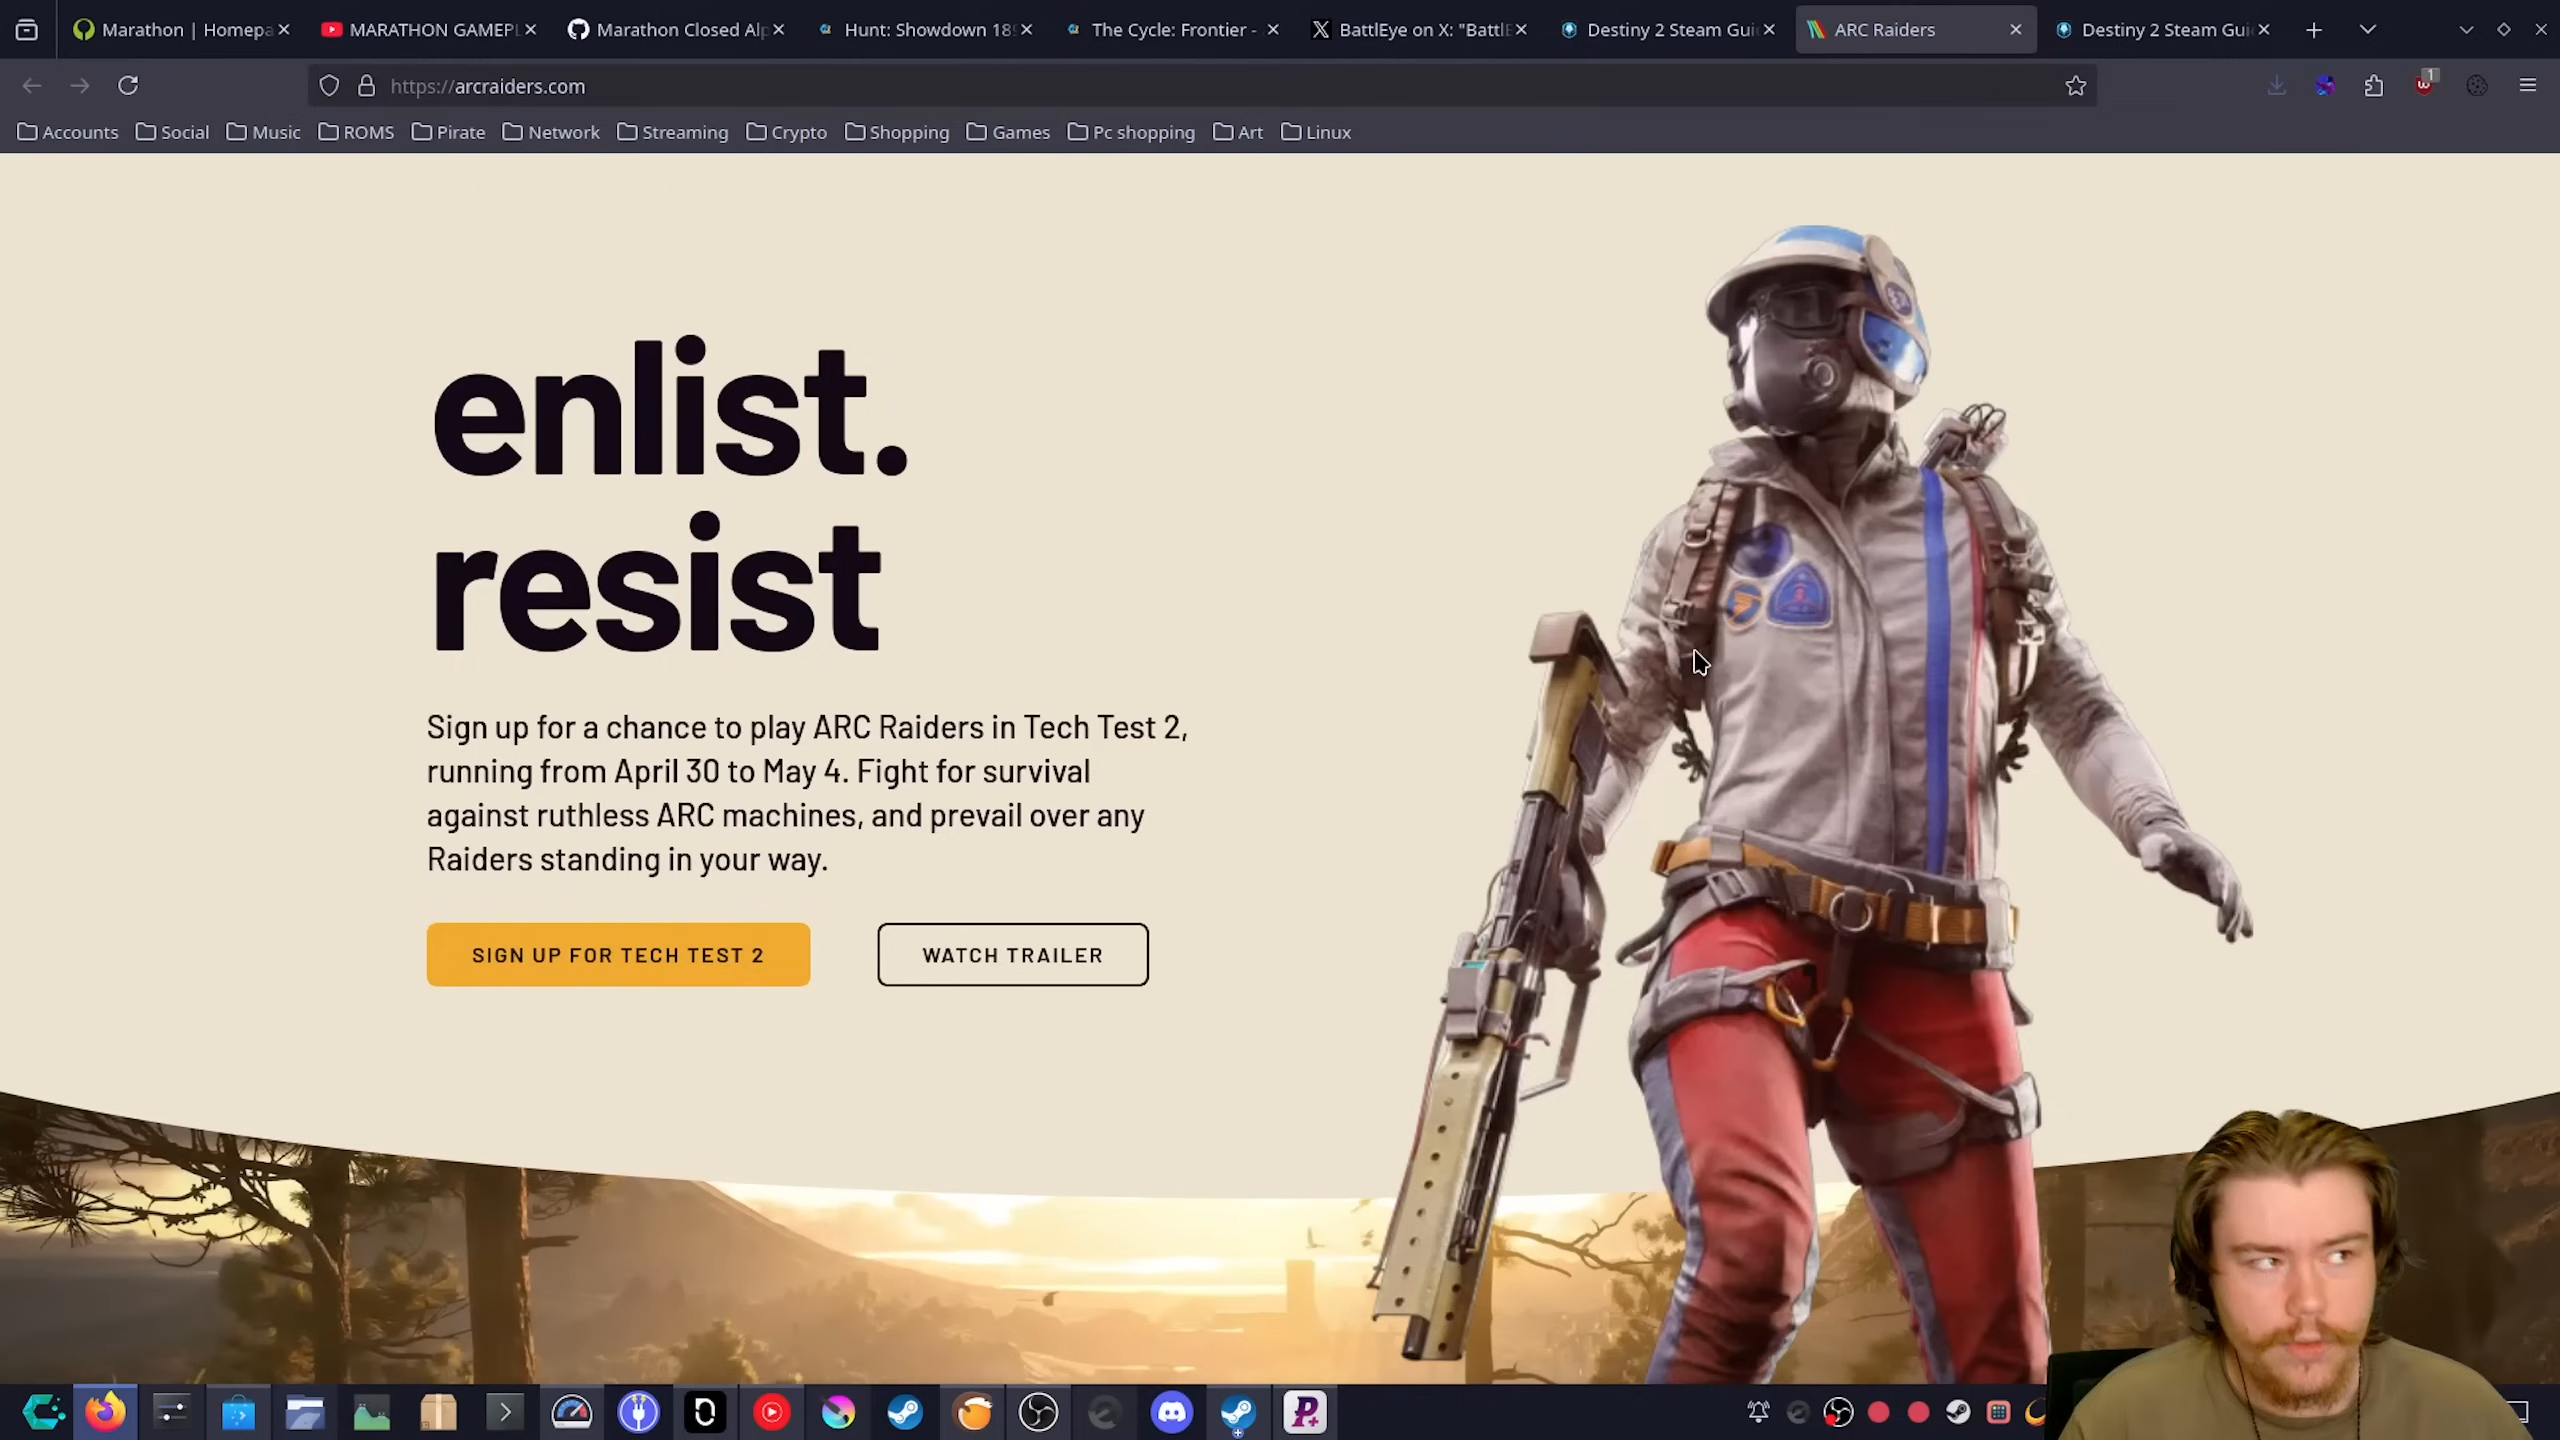 Marathon | Homepa
MARATHON GAMEPL
Marathon Closed Alp
Hunt: Showdown 189
The Cycle: Frontier -
BattlEye on X: "BattlE
Destiny 2 Steam Gui
ARC Raiders
Destiny 2 Steam Gui
https://arcraiders.com
1
Accounts
Social
Music
ROMS
Pirate
Network
Streaming
Crypto
Shopping
Games
Pc shopping
Art
Linux
enlist.
resist
Sign up for a chance to play ARC Raiders in Tech Test 2,
running from April 30 to May 4. Fight for survival
against ruthless ARC machines, and prevail over any
Raiders standing in your way.
SIGN UP FOR TECH TEST 2
WATCH TRAILER